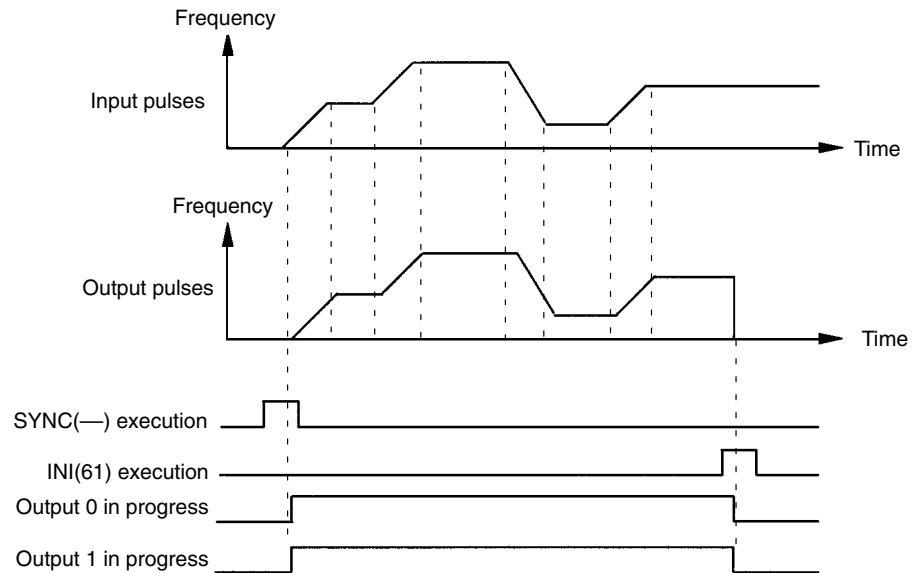 Frequency
Input pulses
Time
Frequency
Output pulses
Time
SYNC(—) execution
INI(61) execution
Output 0 in progress
Output 1 in progress